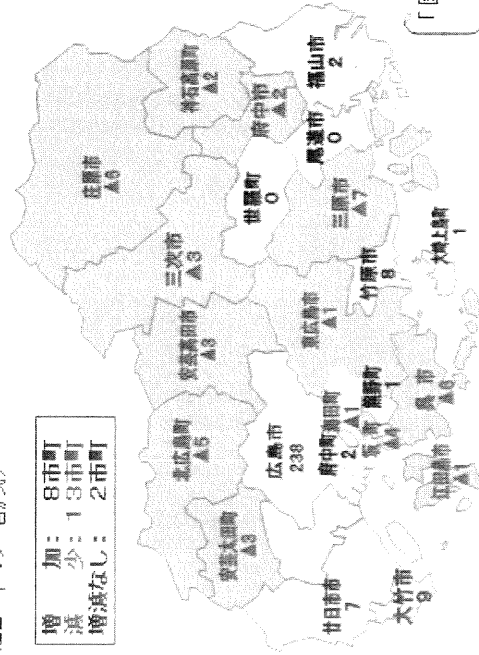 増　加：　8市町
減　少：　13市町
増減なし：　2市町
庄原市
▲6
神石高原町
▲2
三次市
▲3
府中市
▲2
福山市
2
世羅町
0
尾道市
0
三原市
▲7
安芸高田市
▲3
北広島町
▲5
安芸太田町
▲3
広島市
238
東広島市
▲1
竹原市
8
大崎上島町
1
府中町
2
海田町
▲1
熊野町
1
坂町
▲4
呉市
▲6
江田島市
▲1
廿日市市
7
大竹市
9